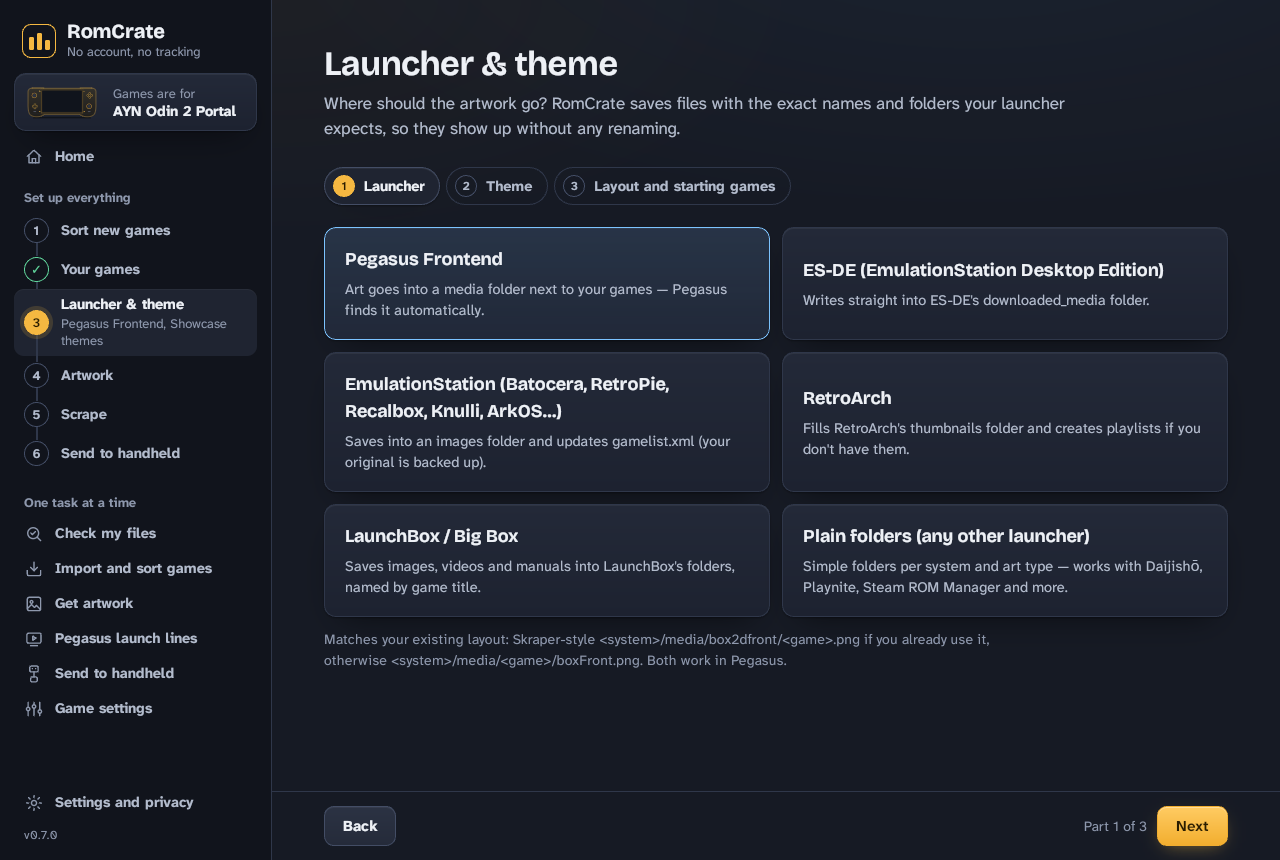 RomCrate
No account, no tracking
Games are for
AYN Odin 2 Portal
Home
Set up everything
1 Sort new games
✓ Your games
3 Launcher & theme
Pegasus Frontend, Showcase
themes
4 Artwork
5 Scrape
6 Send to handheld
One task at a time
Check my files
Import and sort games
Get artwork
Pegasus launch lines
Send to handheld
Game settings
Settings and privacy
v0.7.0
Launcher & theme
Where should the artwork go? RomCrate saves files with the exact names and folders your launcher
expects, so they show up without any renaming.
1 Launcher
2 Theme
3 Layout and starting games
Pegasus Frontend
Art goes into a media folder next to your games — Pegasus
finds it automatically.
ES-DE (EmulationStation Desktop Edition)
Writes straight into ES-DE's downloaded_media folder.
EmulationStation (Batocera, RetroPie,
Recalbox, Knulli, ArkOS...)
Saves into an images folder and updates gamelist.xml (your
original is backed up).
RetroArch
Fills RetroArch's thumbnails folder and creates playlists if you
don't have them.
LaunchBox / Big Box
Saves images, videos and manuals into LaunchBox's folders,
named by game title.
Plain folders (any other launcher)
Simple folders per system and art type — works with Daijishō,
Playnite, Steam ROM Manager and more.
Matches your existing layout: Skraper-style <system>/media/box2dfront/<game>.png if you already use it,
otherwise <system>/media/<game>/boxFront.png. Both work in Pegasus.
Back
Part 1 of 3
Next